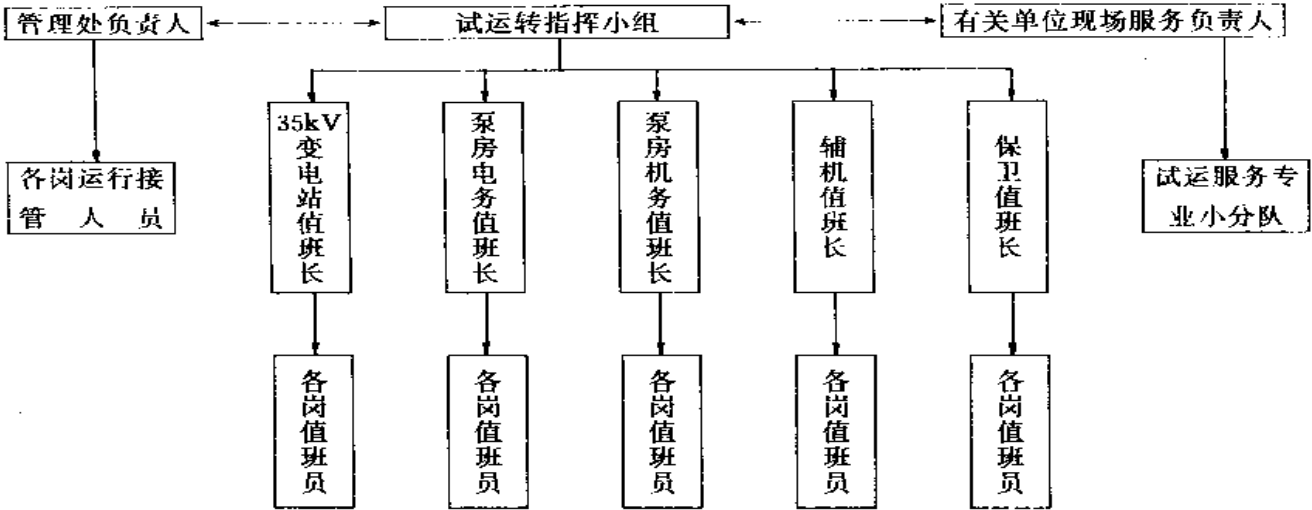 管理处负责人
试运转指挥小组
有关单位现场服务负责人
各岗运行接
管人员
35kV
变电站值班长
泵房电务值班长
泵房机务值班长
辅机值班长
保卫值班长
试运服务专
业小分队
各岗值班员
各岗值班员
各岗值班员
各岗值班员
各岗值班员